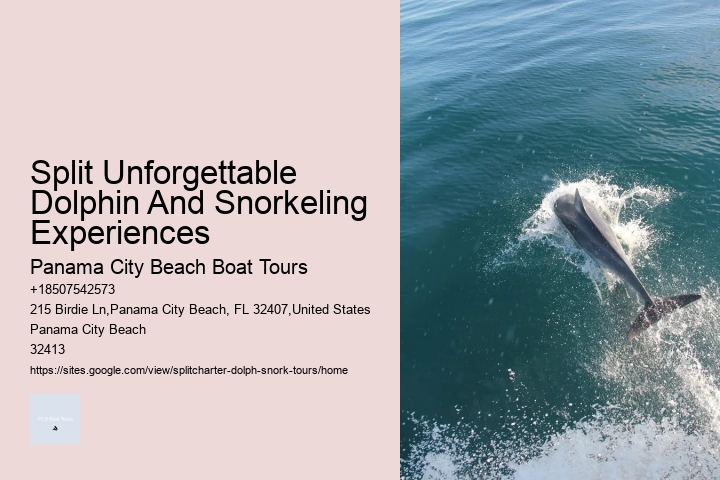 Split Unforgettable
Dolphin And Snorkeling
Experiences
Panama City Beach Boat Tours
+18507542573
215 Birdie Ln,Panama City Beach, FL 32407,United States
Panama City Beach
32413
https://sites.google.com/view/splitcharter-dolph-snork-tours/home